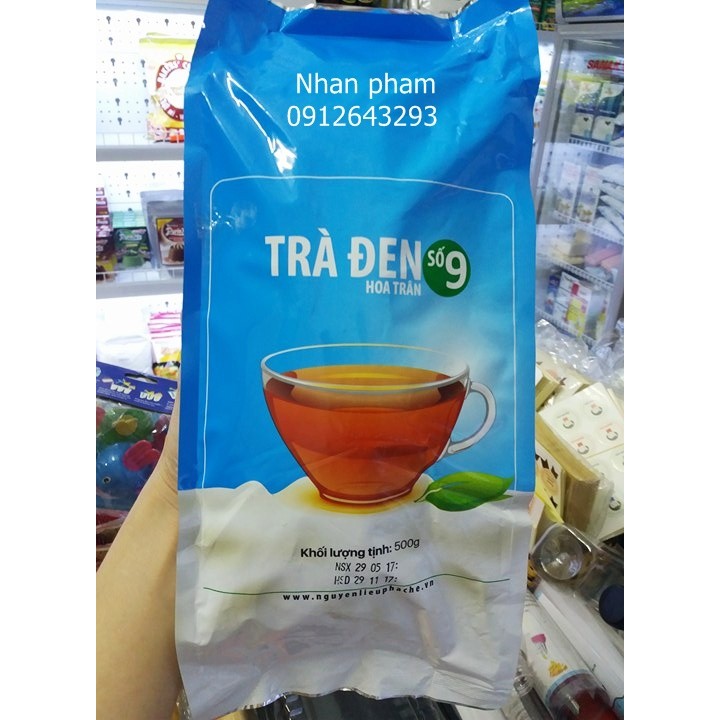 Nhan pham
0912643293
TRÀ ĐEN SỐ 9
HOA TRÂN
Khối lượng tịnh: 500g
NSX 29 05 17:
HSD 29 11 17:
www.nguyenlieuphache.vn